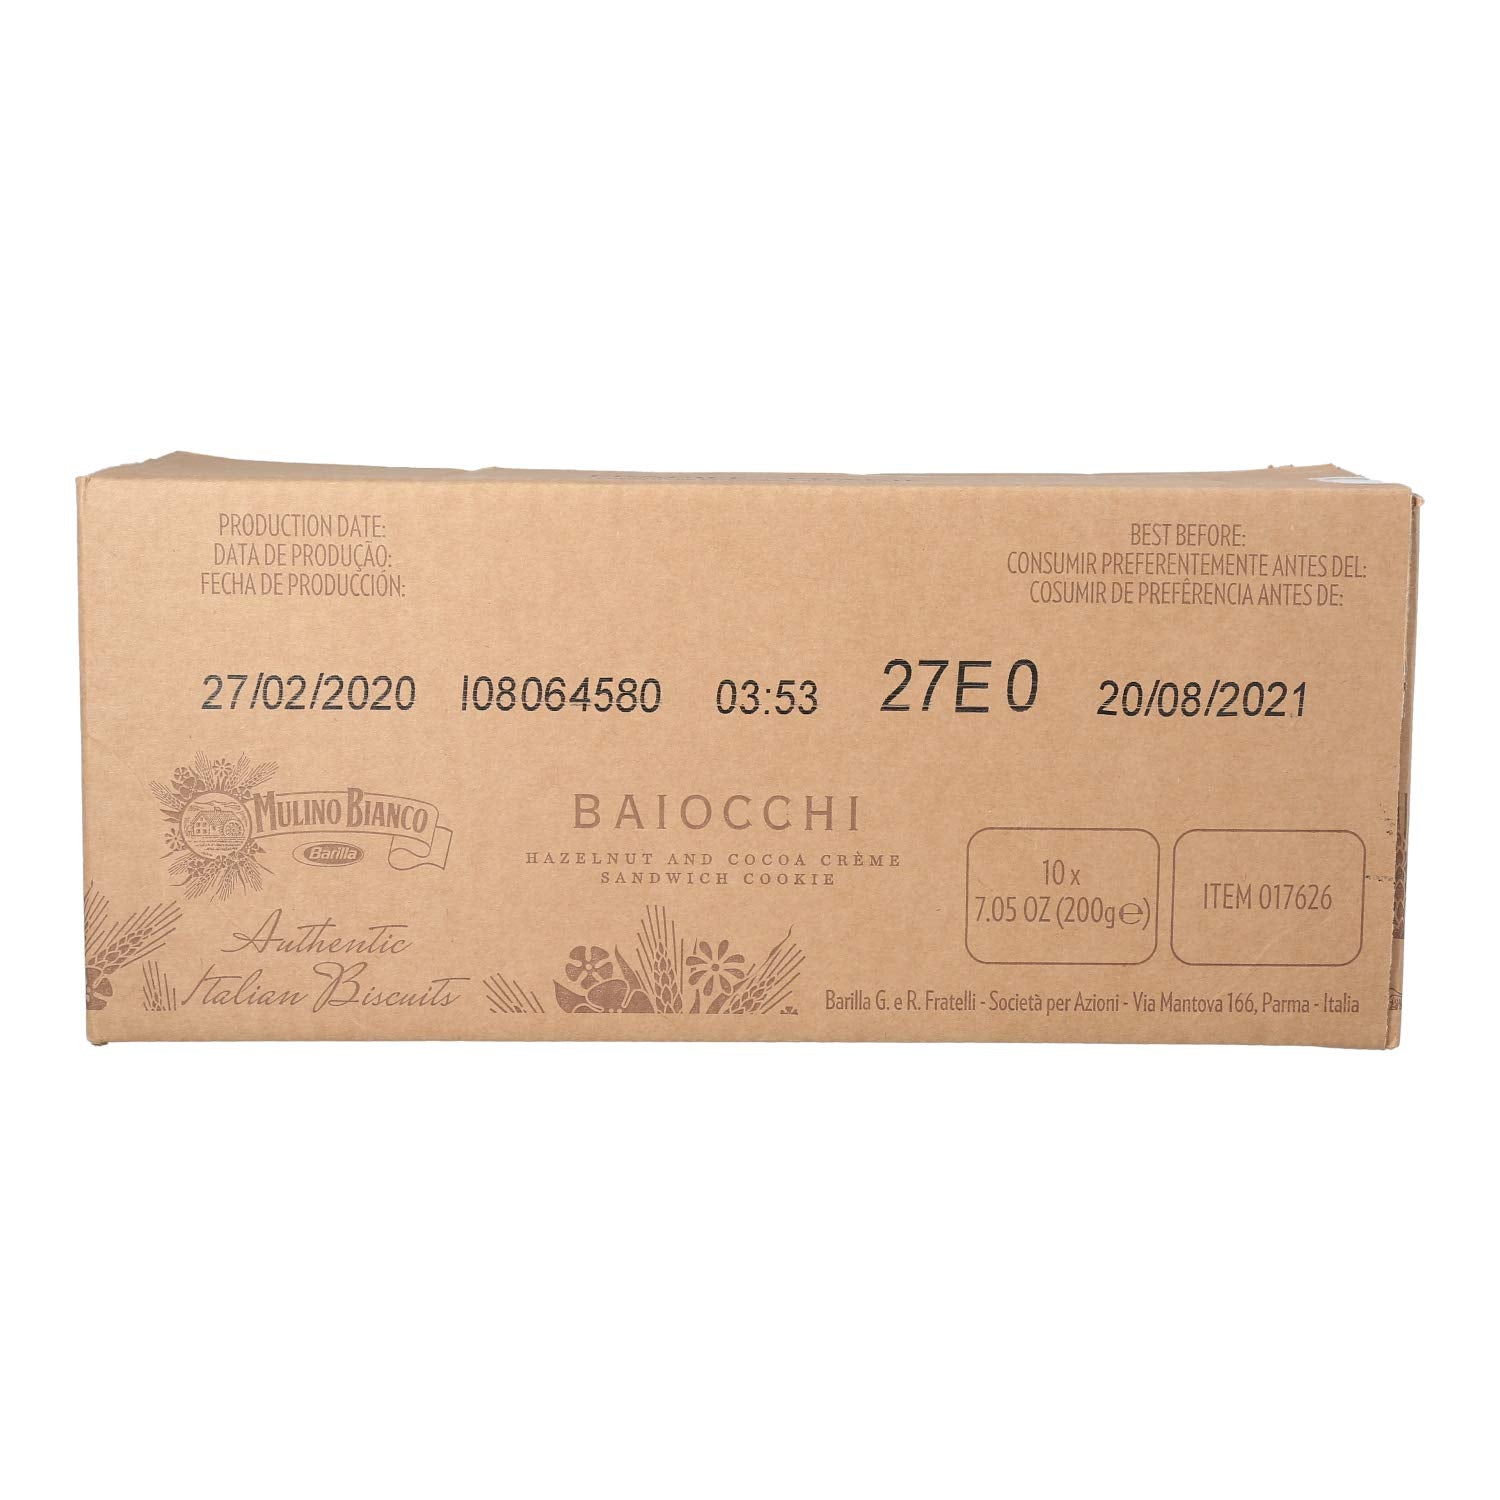 PRODUCTION DATE:
DATA DE PRODUÇÃO:
FECHA DE PRODUCCIÓN:
BEST BEFORE:
CONSUMIR PREFERENTEMENTE ANTES DEL:
COSUMIR DE PREFERÊNCIA ANTES DE:
27/02/2020 I08064580 03:53 27E0 20/08/2021
MULINO BIANCO
Barilla
Authentic
Italian Biscuits
BAIOCCHI
HAZELNUT AND COCOA CRÈME
SANDWICH COOKIE
10 x
7.05 OZ (200g℮)
ITEM 017626
Barilla G. e R. Fratelli - Società per Azioni - Via Mantova 166, Parma - Italia